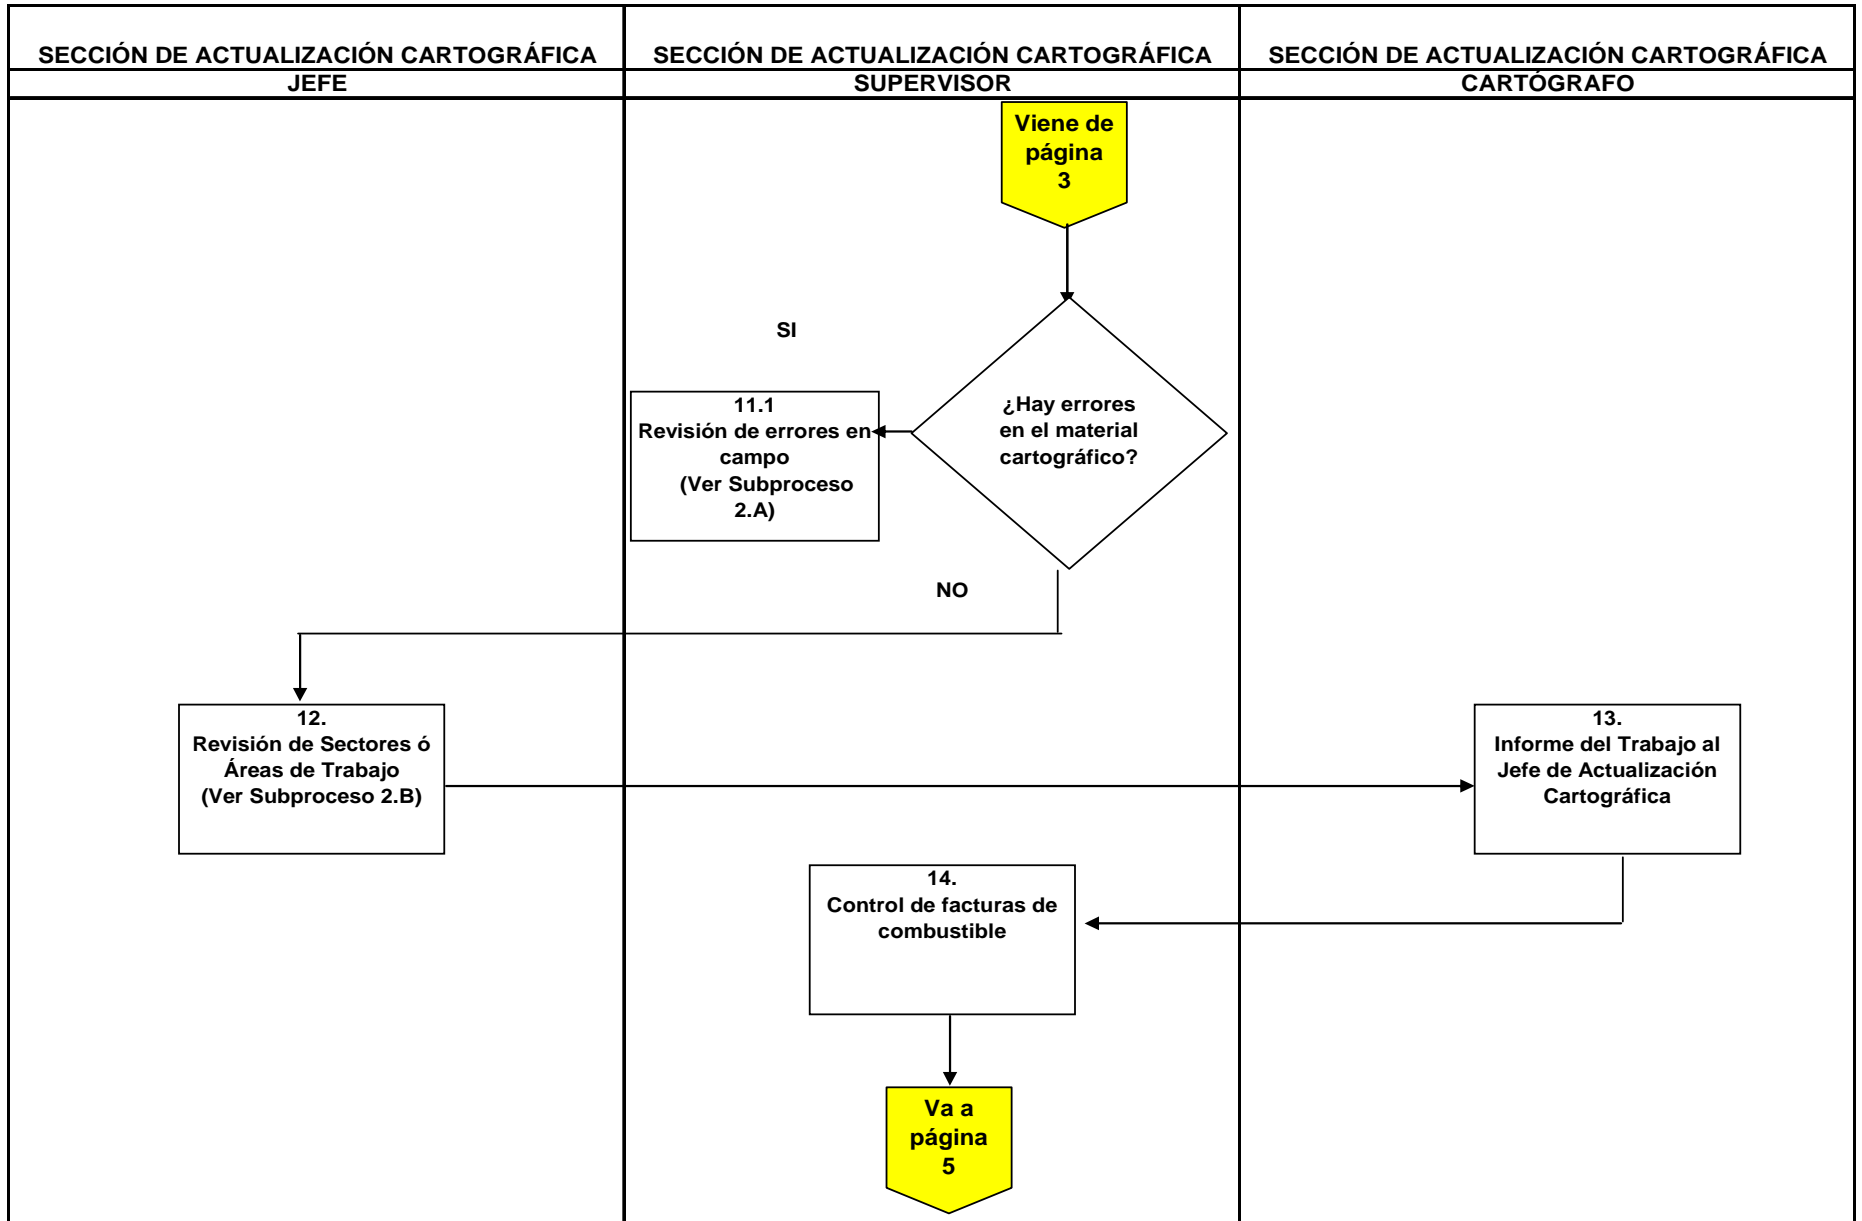 SECCIÓN DE ACTUALIZACIÓN CARTOGRÁFICA
JEFE
SECCIÓN DE ACTUALIZACIÓN CARTOGRÁFICA
SUPERVISOR
SECCIÓN DE ACTUALIZACIÓN CARTOGRÁFICA
CARTÓGRAFO
Viene de
página
3
SI
¿Hay errores
en el material
cartográfico?
11.1
Revisión de errores en
campo
(Ver Subproceso
2.A)
NO
12.
Revisión de Sectores ó
Áreas de Trabajo
(Ver Subproceso 2.B)
13.
Informe del Trabajo al
Jefe de Actualización
Cartográfica
14.
Control de facturas de
combustible
Va a
página
5